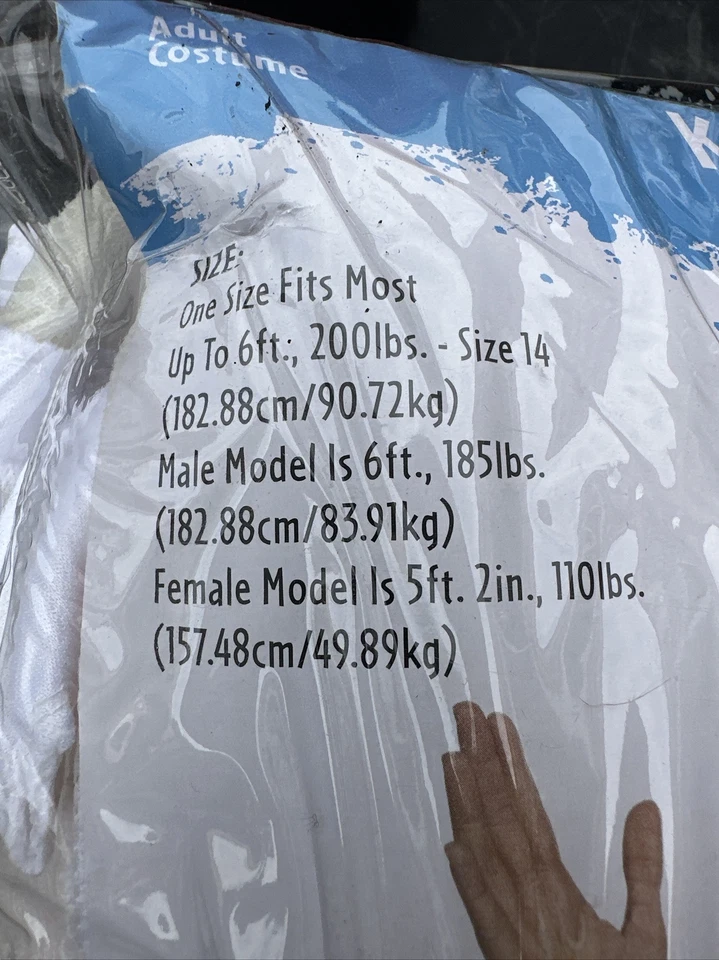 Adult
Costume
K
SIZE:
One Size Fits Most
Up To 6ft., 200lbs. - Size 14
(182.88cm/90.72kg)
Male Model Is 6ft., 185lbs.
(182.88cm/83.91kg)
Female Model Is 5ft. 2in., 110lbs.
(157.48cm/49.89kg)